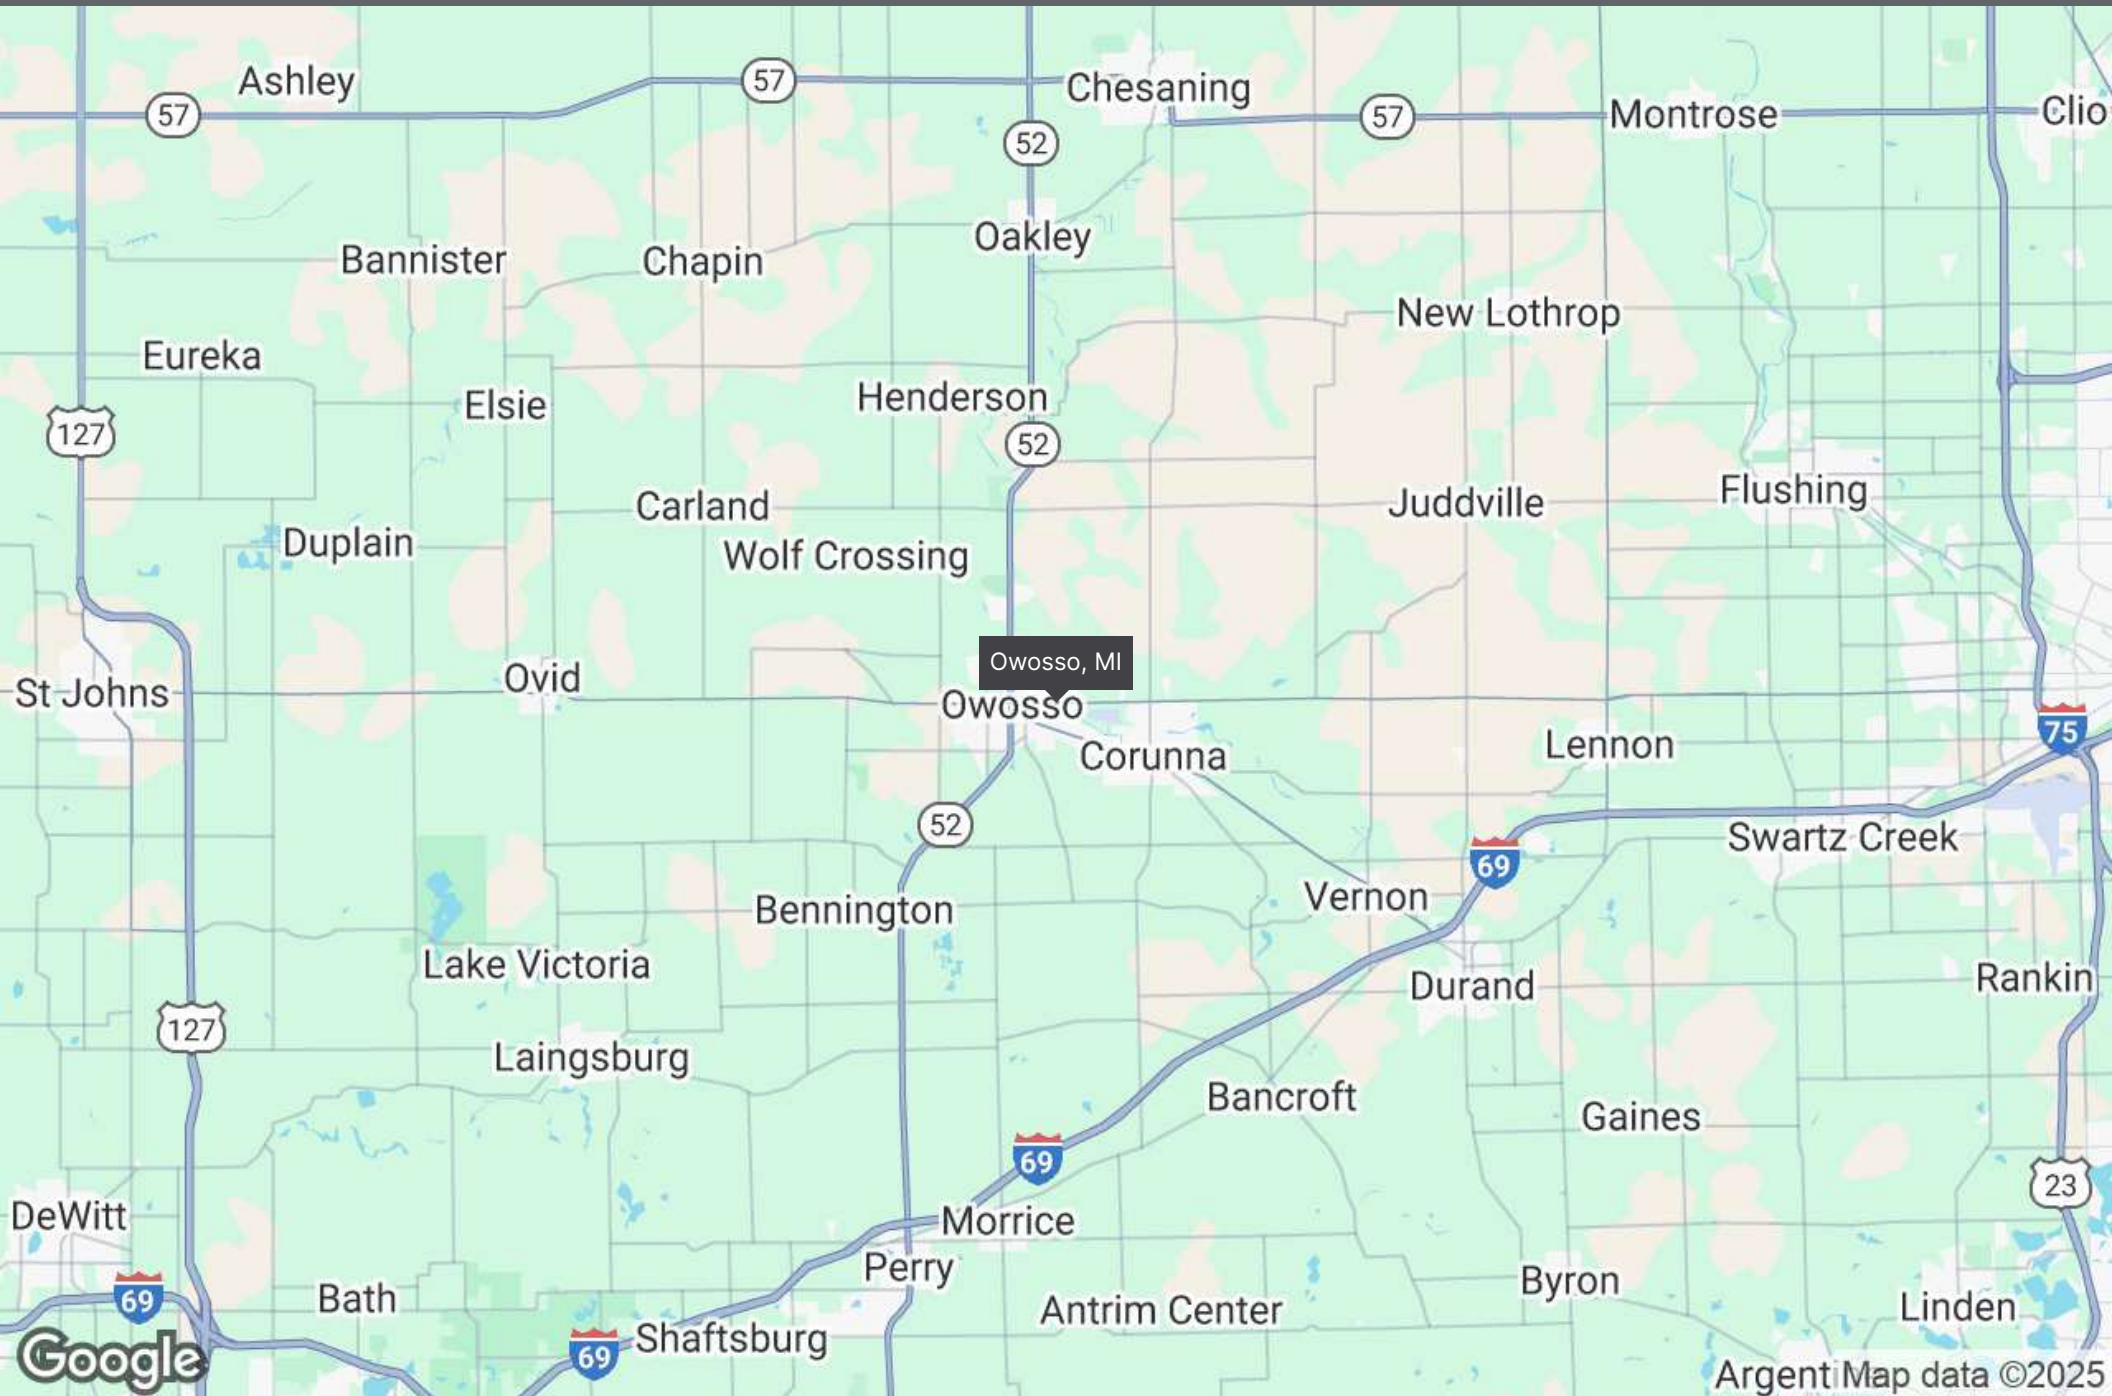 Ashley
57
Chesaning
57
57
Montrose
Clio
52
Oakley
Bannister
Chapin
New Lothrop
Eureka
Henderson
Elsie
127
52
Carland
Juddville
Flushing
Duplain
Wolf Crossing
Owosso, MI
Ovid
St Johns
Owosso
75
Corunna
Lennon
52
Swartz Creek
69
Vernon
Bennington
Lake Victoria
Durand
Rankin
127
Laingsburg
Bancroft
Gaines
69
23
DeWitt
Morrice
Perry
Byron
69
Bath
Antrim Center
Linden
Shaftsburg
69
Google
Argenti
Map data ©2025